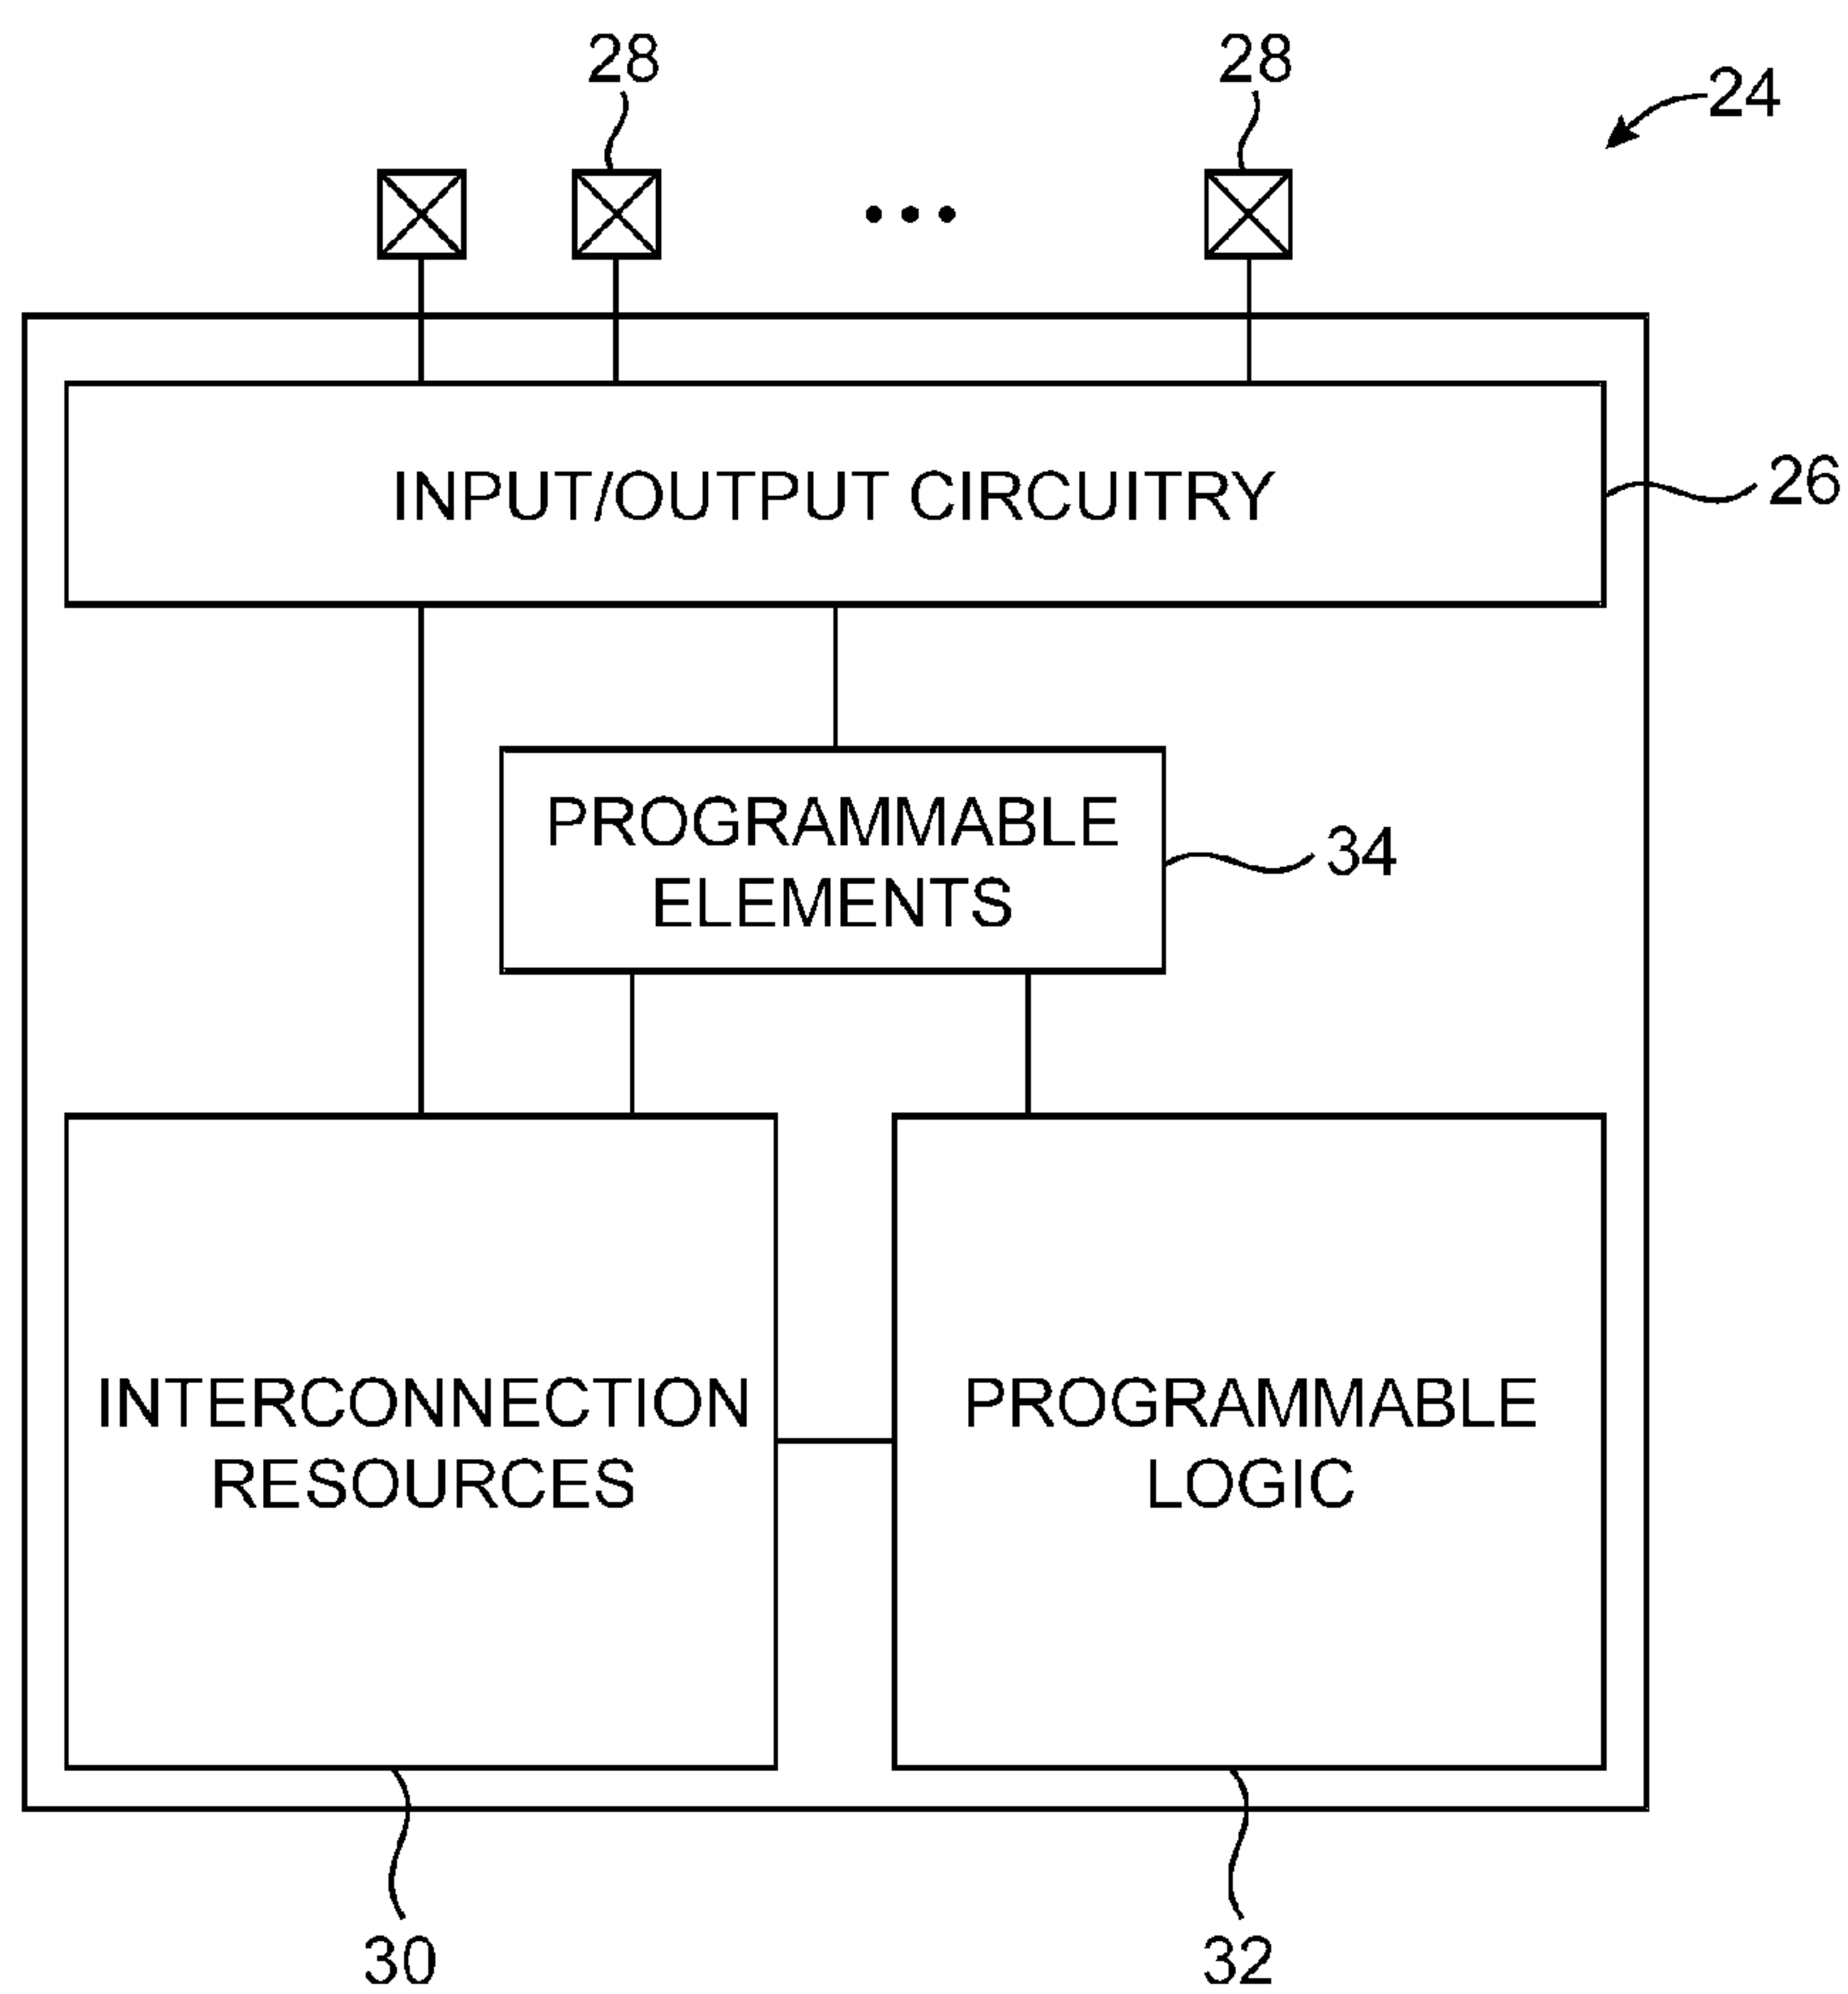 28
28
24
INPUT/OUTPUT CIRCUITRY
26
PROGRAMMABLE
ELEMENTS
34
INTERCONNECTION
RESOURCES
PROGRAMMABLE
LOGIC
30
32